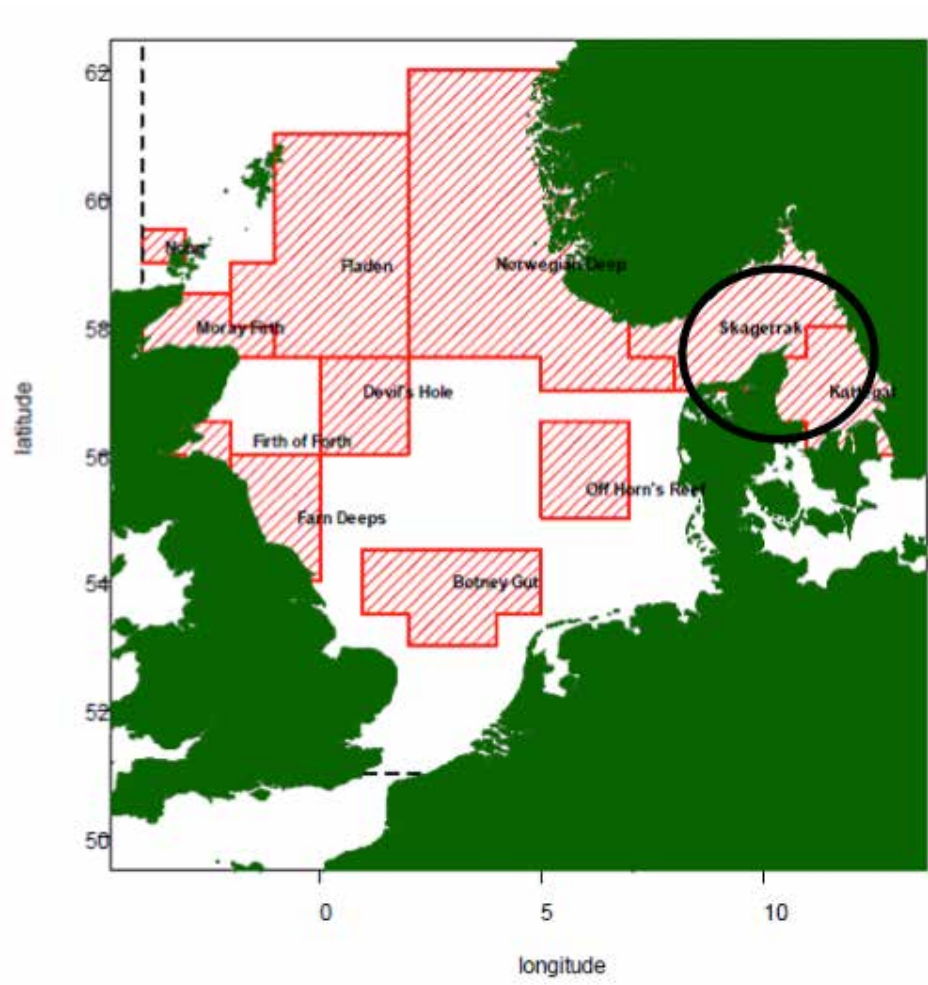 62
60
58
56
54
52
50
latitude
Noup
Fladen
Norwegian Deep
Moray Firth
Skagerrak
Devil's Hole
Kattegat
Firth of Forth
Off Horn's Reef
Farn Deeps
Botney Gut
0 5 10
longitude